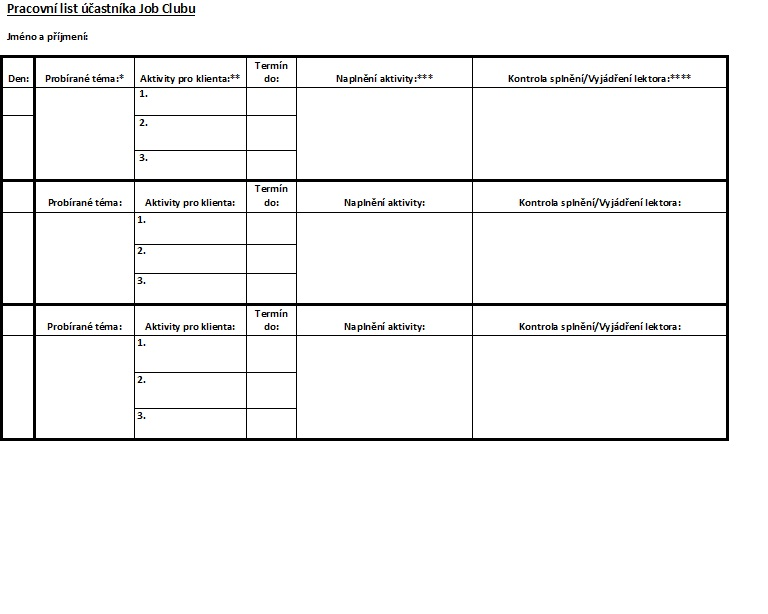 Pracovní list účastníka Job Clubu
Jméno a příjmení:
Den: Probírané téma:* Aktivity pro klienta:** Termín do: Naplnění aktivity:*** Kontrola splnění/Vyjádření lektora:****
1.
2.
3.
Probírané téma: Aktivity pro klienta: Termín do: Naplnění aktivity: Kontrola splnění/Vyjádření lektora:
1.
2.
3.
Probírané téma: Aktivity pro klienta: Termín do: Naplnění aktivity: Kontrola splnění/Vyjádření lektora:
1.
2.
3.